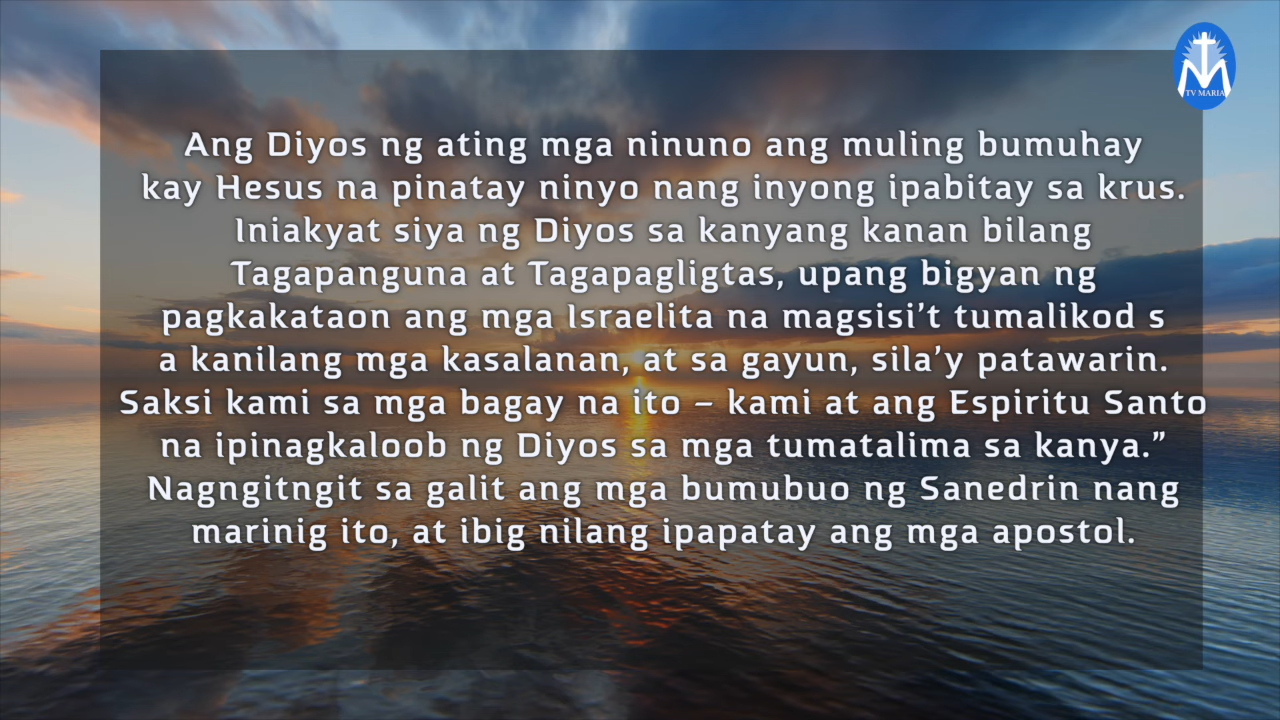 TV MARIA
Ang Diyos ng ating mga ninuno ang muling bumuhay
kay Hesus na pinatay ninyo nang inyong ipabitay sa krus.
Iniakyat siya ng Diyos sa kanyang kanan bilang
Tagapanguna at Tagapagligtas, upang bigyan ng
pagkakataon ang mga Israelita na magsisi’t tumalikod s
a kanilang mga kasalanan, at sa gayun, sila’y patawarin.
Saksi kami sa mga bagay na ito – kami at ang Espiritu Santo
na ipinagkaloob ng Diyos sa mga tumatalima sa kanya.”
Nagngitngit sa galit ang mga bumubuo ng Sanedrin nang
marinig ito, at ibig nilang ipapatay ang mga apostol.